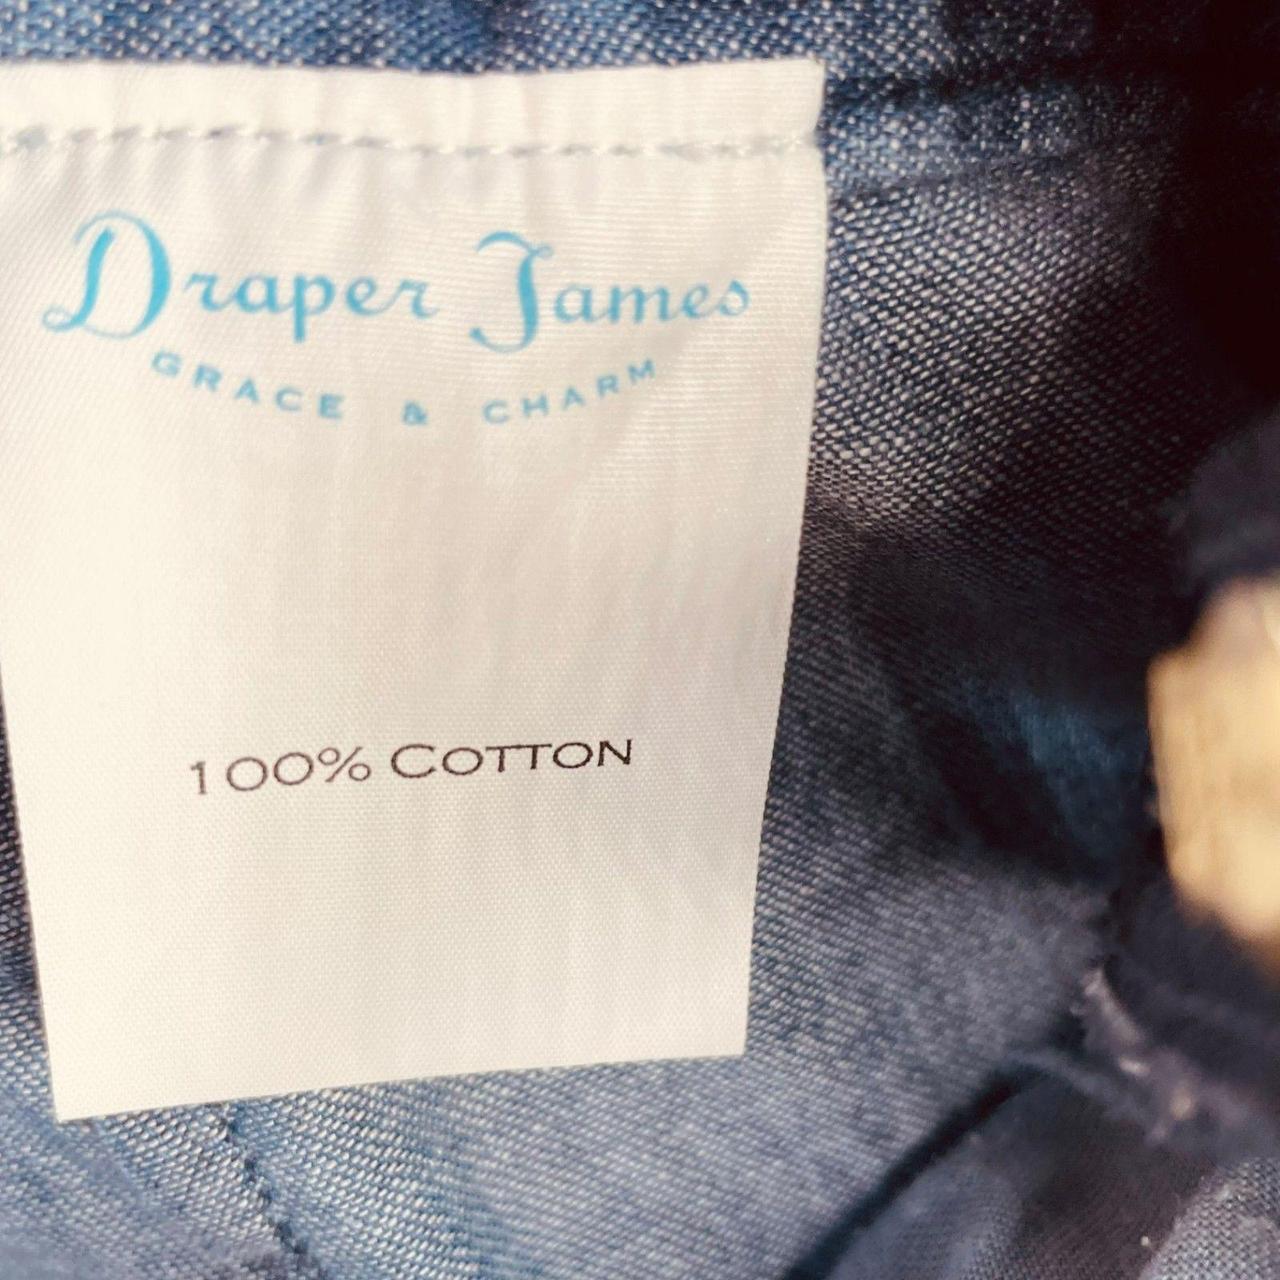 Draper James
GRACE & CHARM
100% COTTON